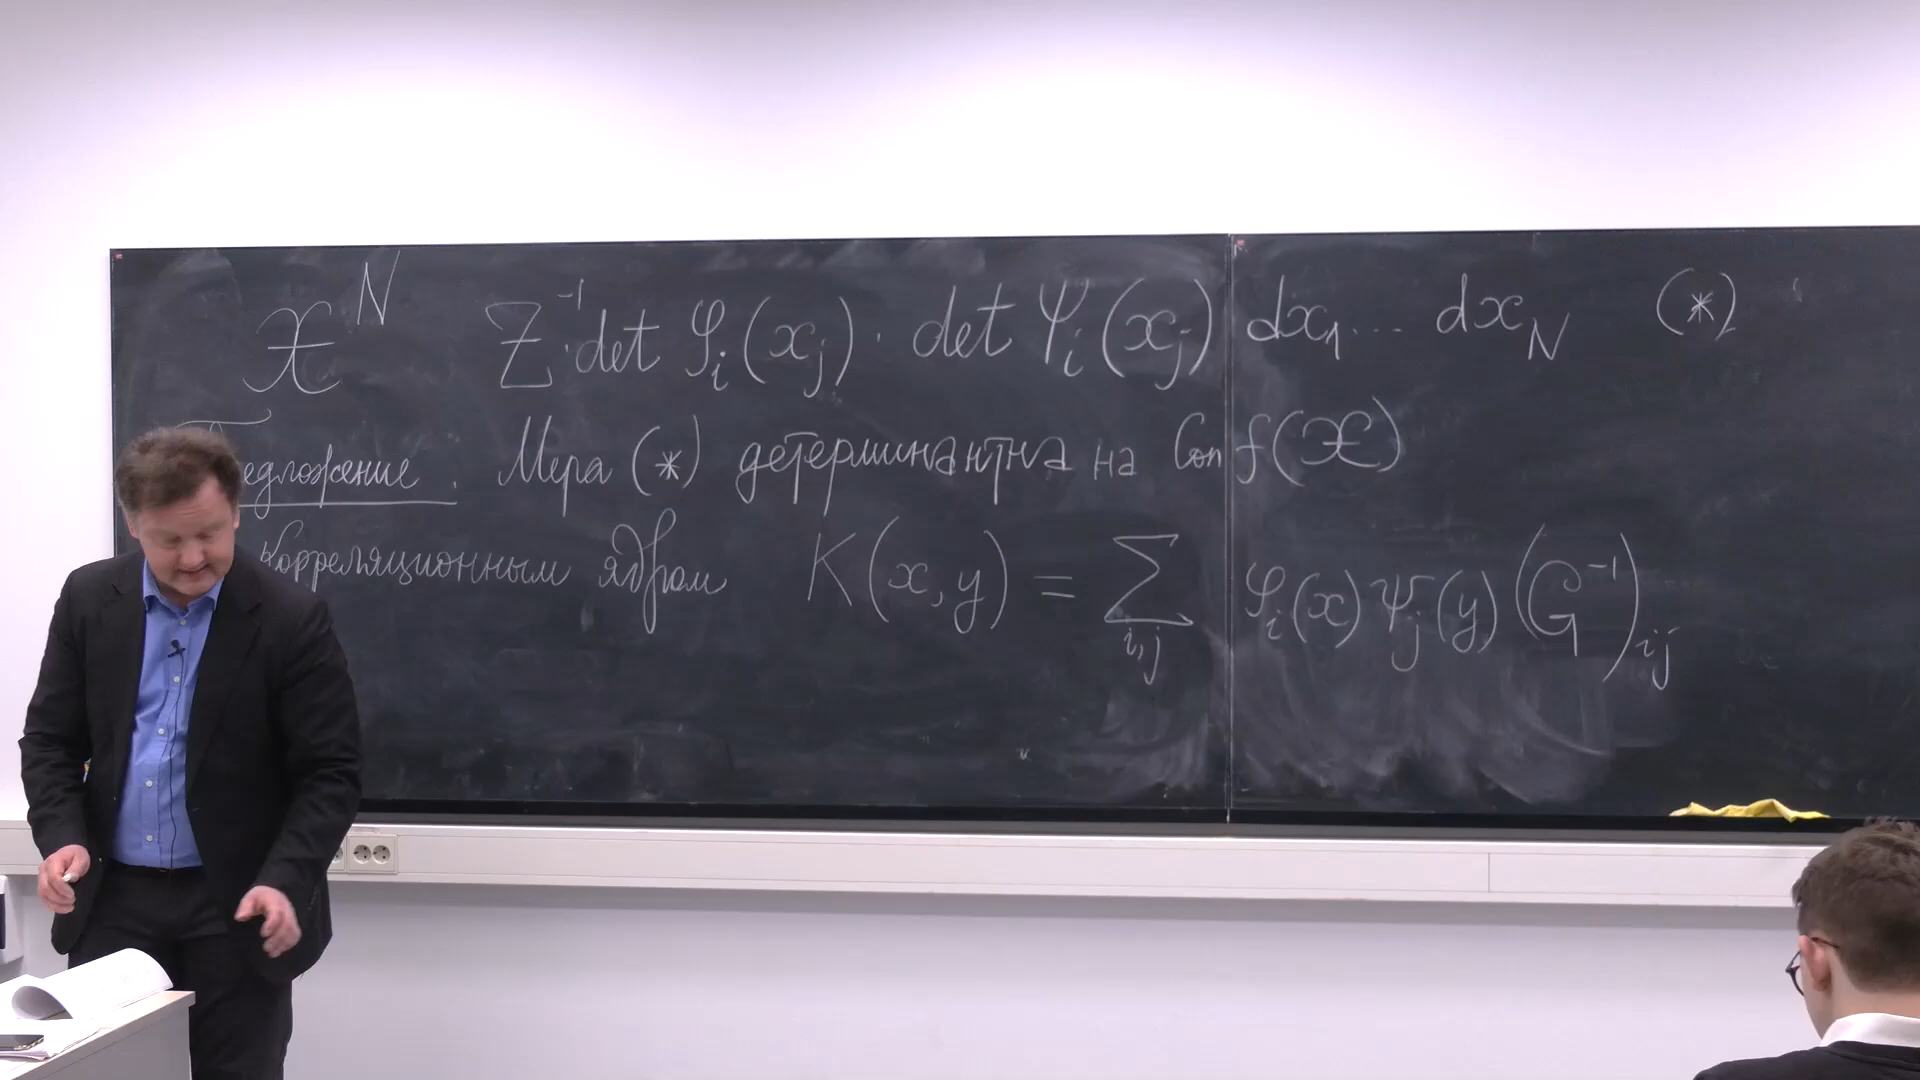 𝔛^N Z^{-1} · det φ_i(x_j) · det ψ_i(x_j) dx_1 ... dx_N (*)
едложение. Мера (*) детерминантна на Conf(𝔛)
корреляционным ядром K(x,y) = Σ_{i,j} φ_i(x) ψ_j(y) (G^{-1})_{ij}